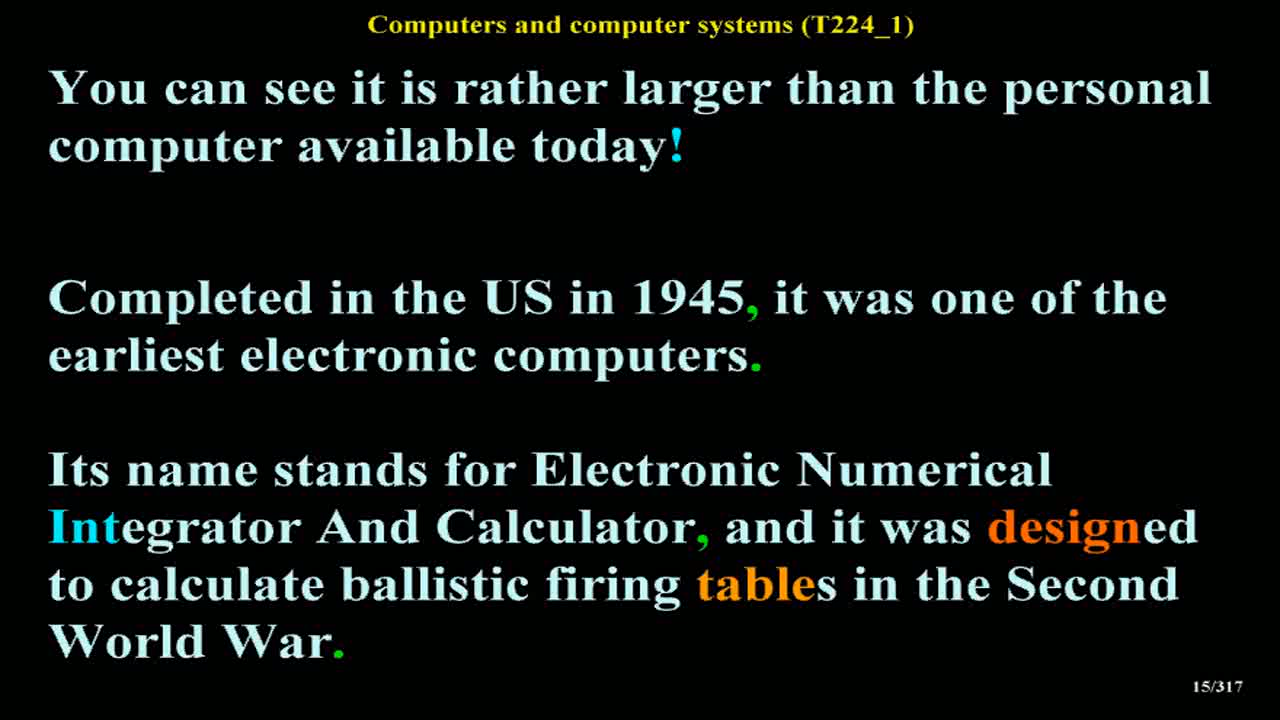 Computers and computer systems (T224_1)
You can see it is rather larger than the personal
computer available today!
Completed in the US in 1945, it was one of the
earliest electronic computers.
Its name stands for Electronic Numerical
Integrator And Calculator, and it was designed
to calculate ballistic firing tables in the Second
World War.
15/317